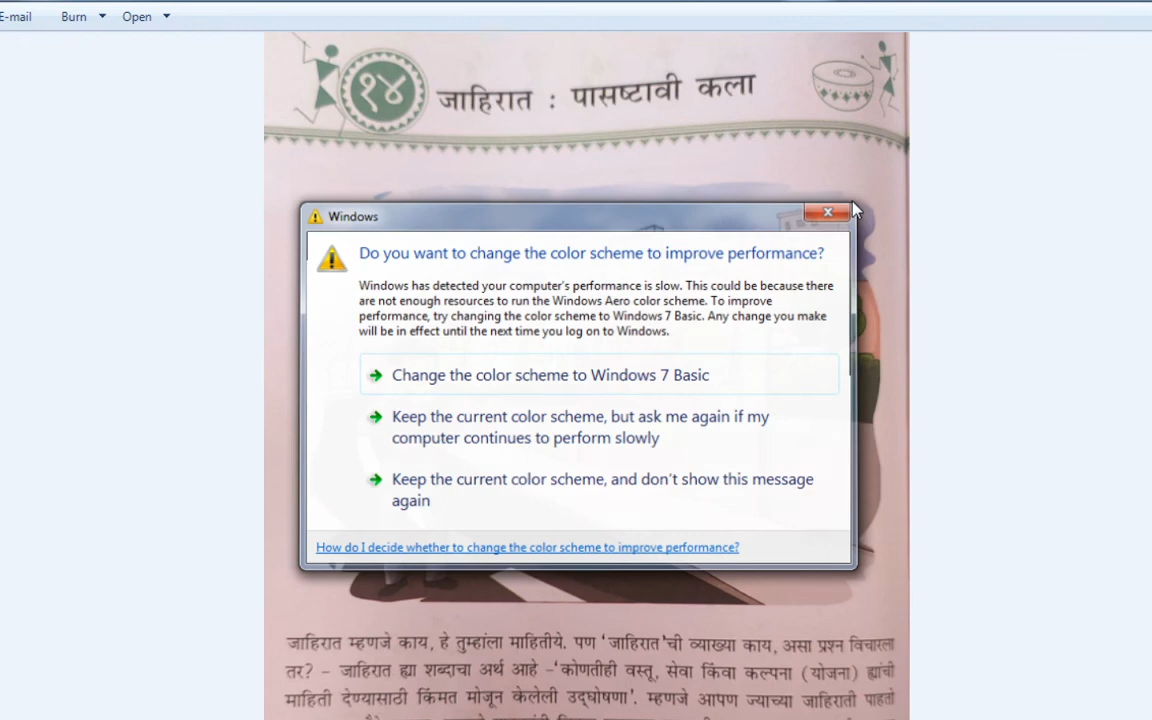 E-mail Burn Open
१४ जाहिरात : पासष्टावी कला
Windows
Do you want to change the color scheme to improve performance?
Windows has detected your computer's performance is slow. This could be because there
are not enough resources to run the Windows Aero color scheme. To improve
performance, try changing the color scheme to Windows 7 Basic. Any change you make
will be in effect until the next time you log on to Windows.
Change the color scheme to Windows 7 Basic
Keep the current color scheme, but ask me again if my
computer continues to perform slowly
Keep the current color scheme, and don't show this message
again
How do I decide whether to change the color scheme to improve performance?
जाहिरात म्हणजे काय, हे तुम्हांला माहितीये. पण 'जाहिरात'ची व्याख्या काय, असा प्रश्न विचारला
तर? - जाहिरात ह्या शब्दाचा अर्थ आहे -'कोणतीही वस्तू, सेवा किंवा कल्पना (योजना) ह्यांची
माहिती देण्यासाठी किंमत मोजून केलेली उद्घोषणा'. म्हणजे आपण ज्याच्या जाहिराती पाहतो